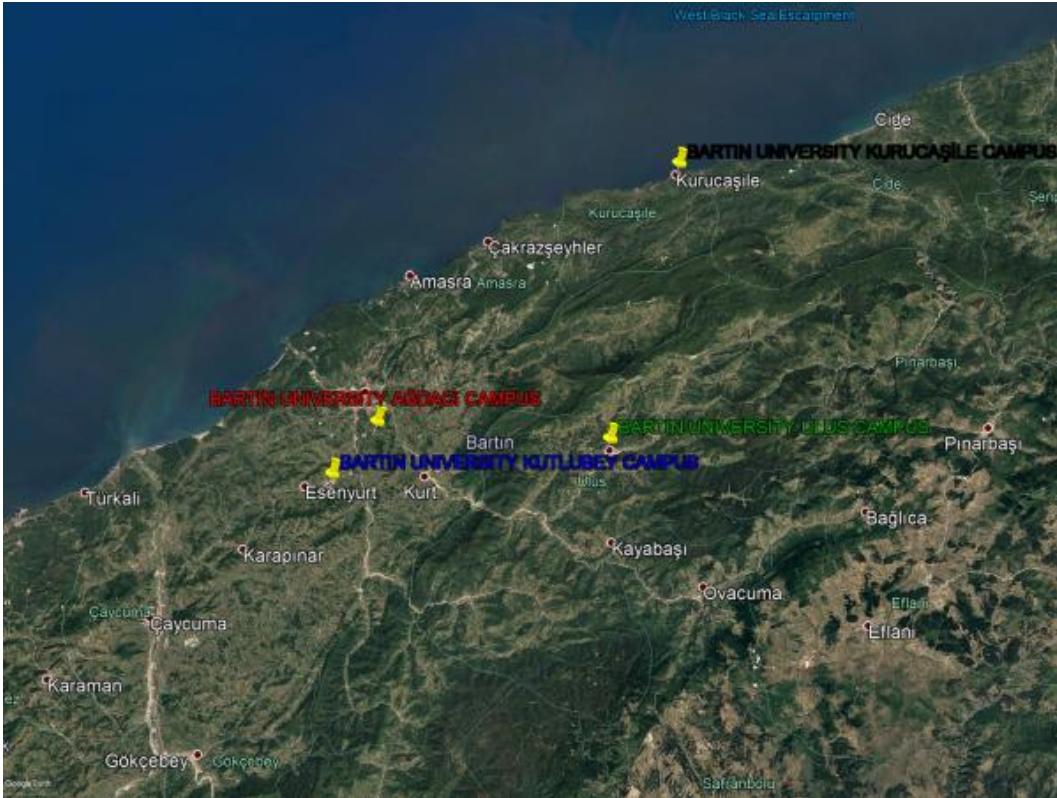 West Black Sea Escarpment
Cide
BARTIN UNIVERSITY KURUCAŞİLE CAMPUS
Kurucaşile
Cide
Kurucaşile
Çakrazşeyhler
Amasra
Amasra
Pınarbaşı
BARTIN UNIVERSITY AĞDACI CAMPUS
BARTIN UNIVERSITY ULUS CAMPUS
Bartın
Pınarbaşı
BARTIN UNIVERSITY KUTLUBEY CAMPUS
Ulus
Esenyurt
Kurt
Türkali
Bağlıca
Karapınar
Kayabaşı
Ovacuma
Eflani
Çaycuma
Çaycuma
Eflani
Karaman
Gökçebey
Gökçebey
Safranbolu
Google Earth